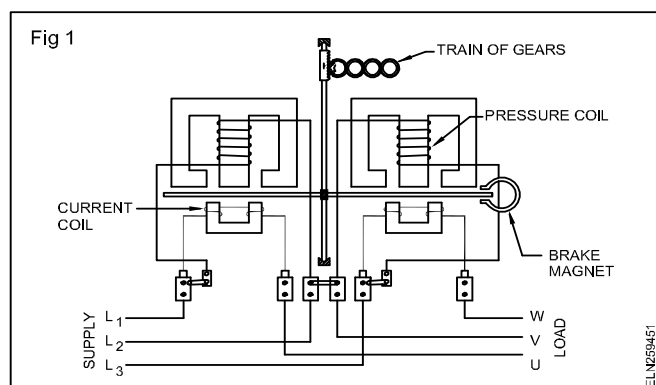 Fig 1
TRAIN OF GEARS
PRESSURE COIL
CURRENT
COIL
BRAKE
MAGNET
SUPPLY
L1
L2
L3
W
V
U
LOAD
ELN259451